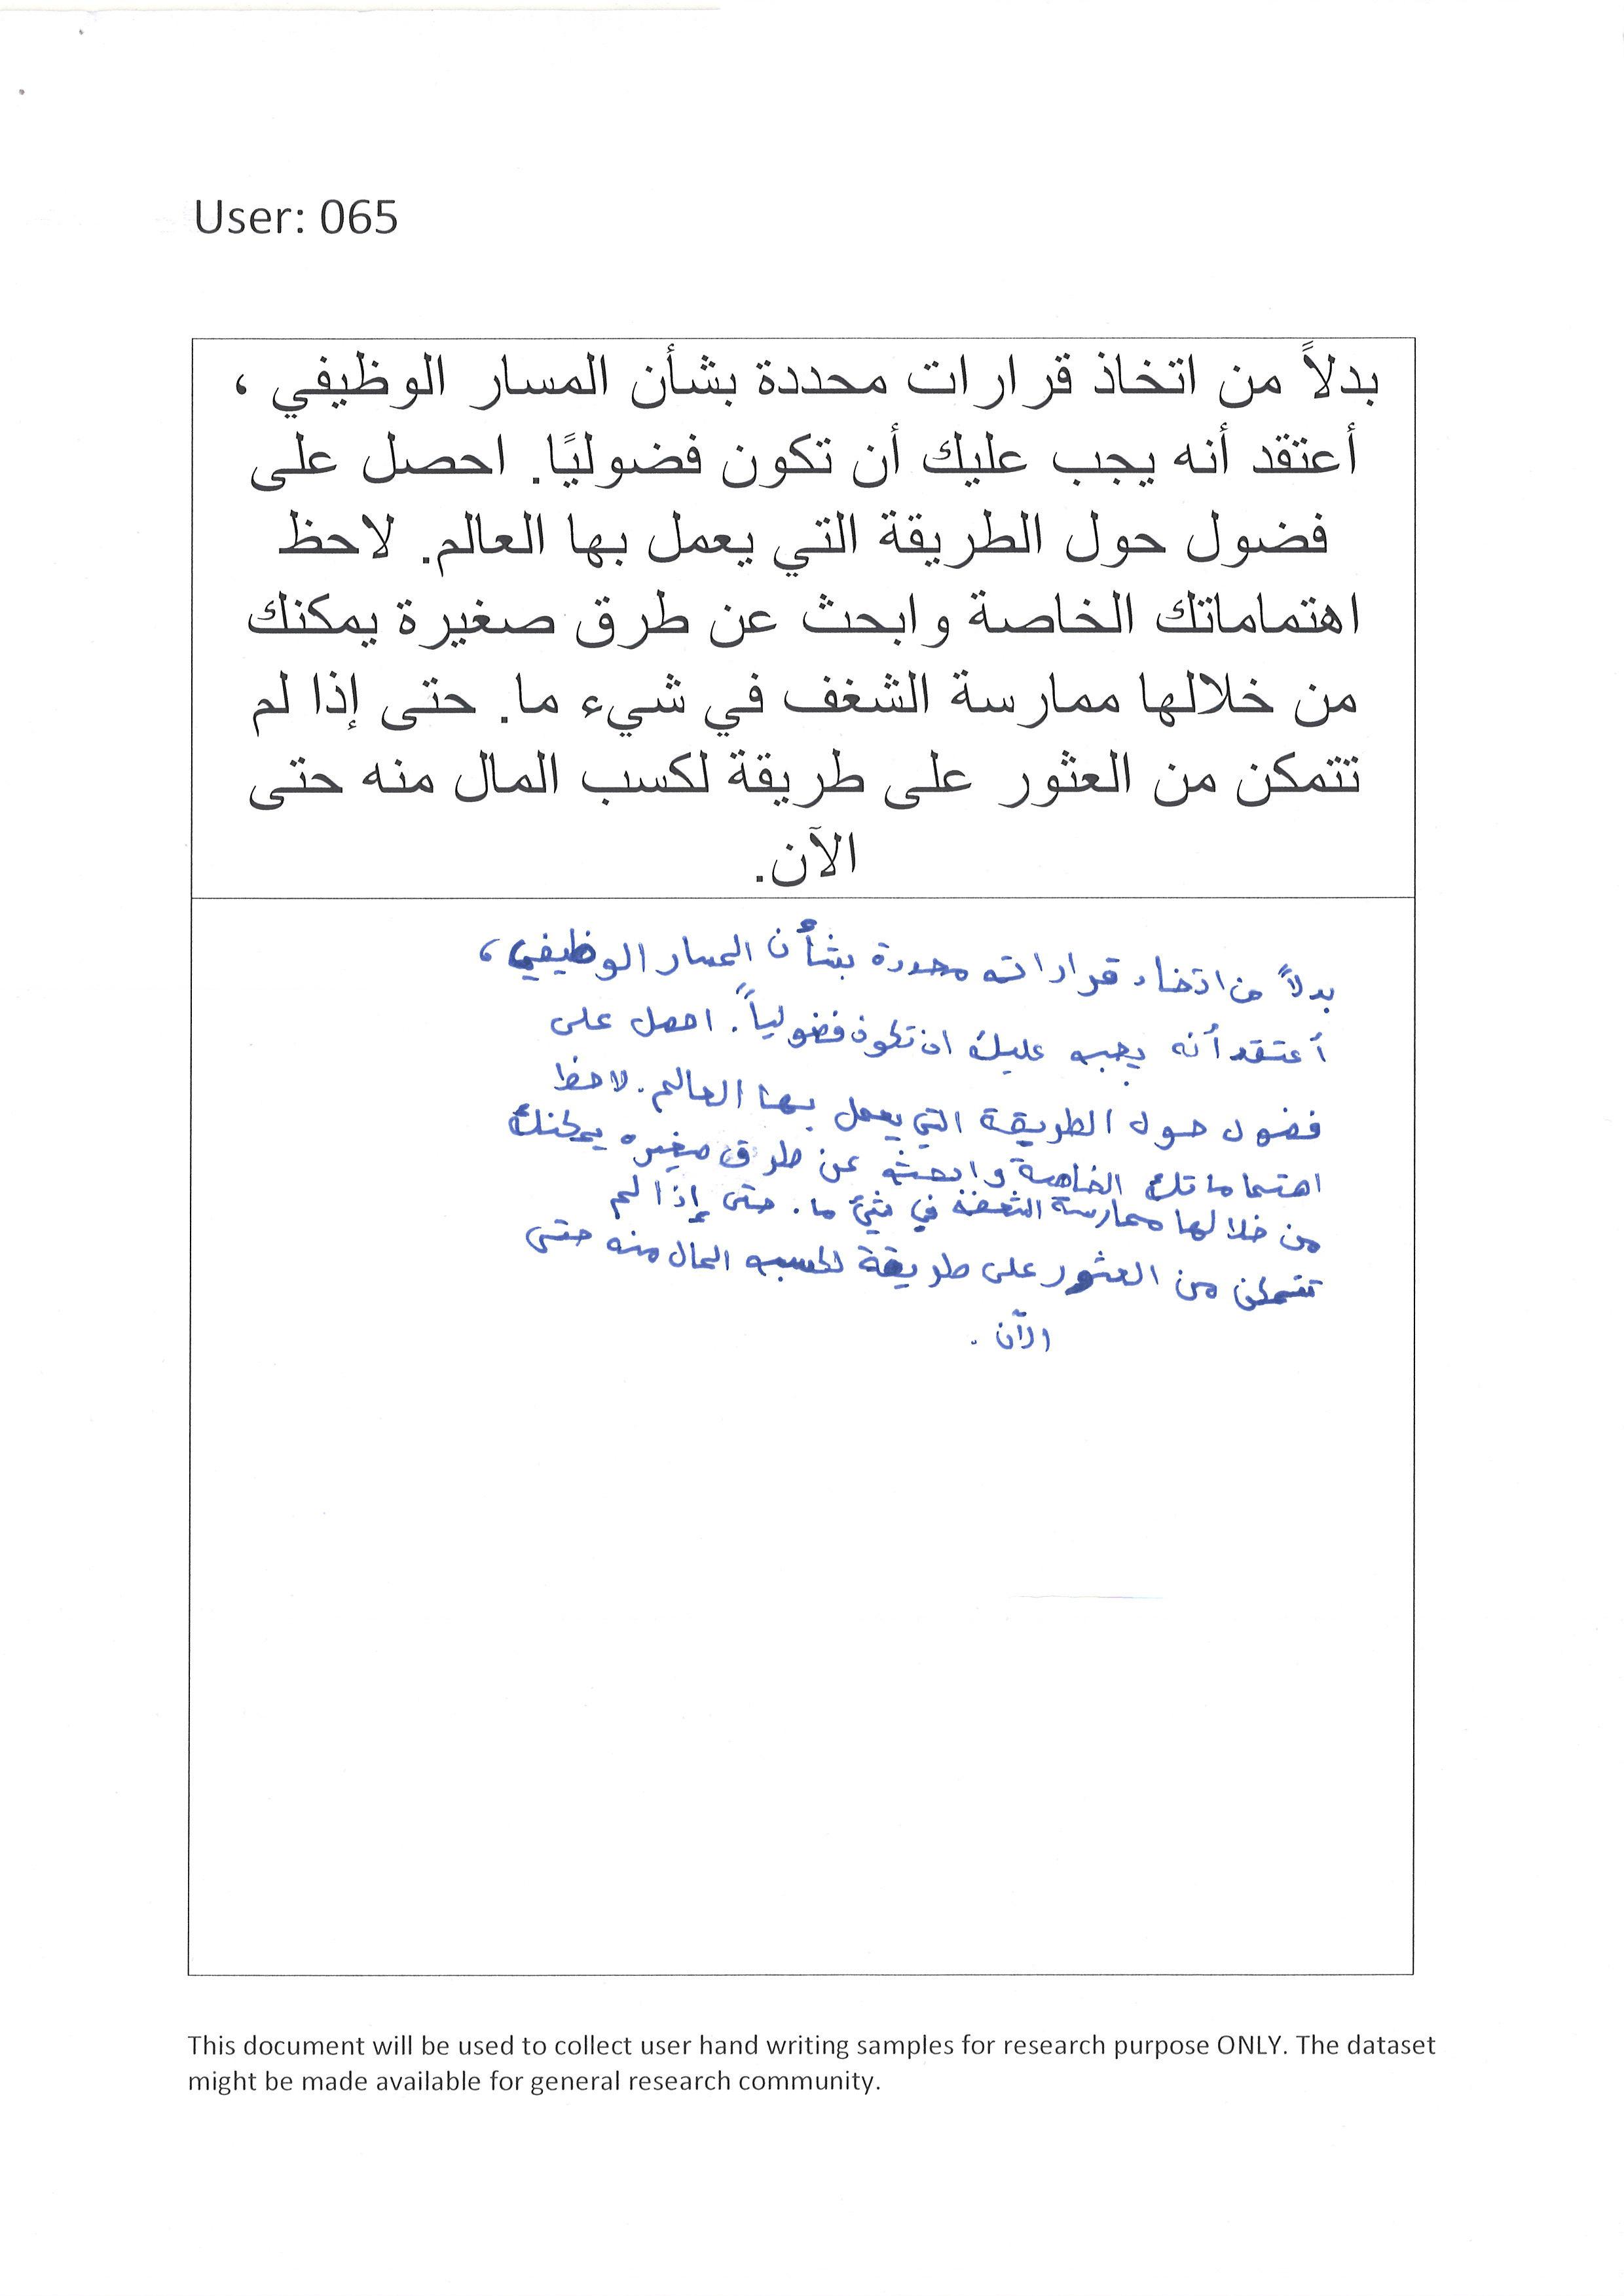 User: 065
بدلاً من اتخاذ قرارات محددة بشأن المسار الوظيفي ،
أعتقد أنه يجب عليك أن تكون فضوليًا. احصل على
فضول حول الطريقة التي يعمل بها العالم. لاحظ
اهتماماتك الخاصة وابحث عن طرق صغيرة يمكنك
من خلالها ممارسة الشغف في شيء ما. حتى إذا لم
تتمكن من العثور على طريقة لكسب المال منه حتى
الآن.
بدلاً من اتخاذ قرارات محددة بشأن المسار الوظيفي ،
أعتقد أنه يجب عليك ان تكون فضولياً. احصل على
فضول حول الطريقة التي يعمل بها العالم. لاحظ
اهتماماتك الخاصة وابحث عن طرق صغيره يمكنك
من خلالها ممارسة الشغف في شئ ما. حتى إذا لم
تتمكن من العثور على طريقة لكسب المال منه حتى
الآن .
This document will be used to collect user hand writing samples for research purpose ONLY. The dataset
might be made available for general research community.